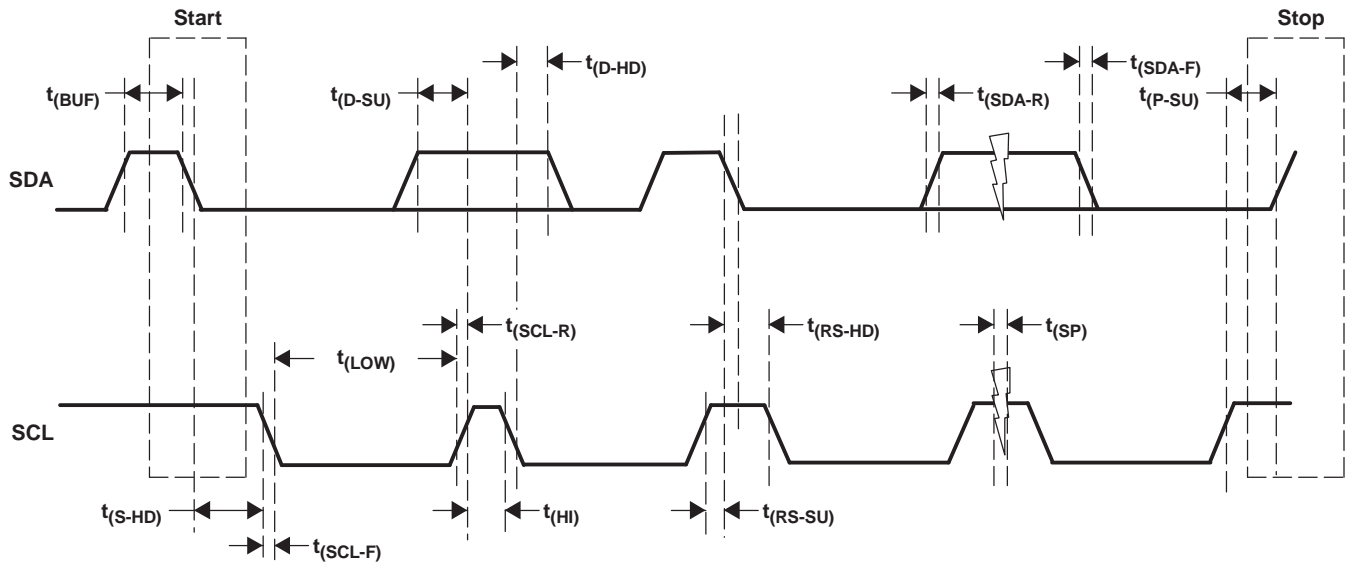 Start
Stop
t(BUF)
t(D-SU)
t(D-HD)
t(SDA-R)
t(SDA-F)
t(P-SU)
SDA
t(SCL-R)
t(LOW)
t(RS-HD)
t(SP)
SCL
t(S-HD)
t(SCL-F)
t(HI)
t(RS-SU)